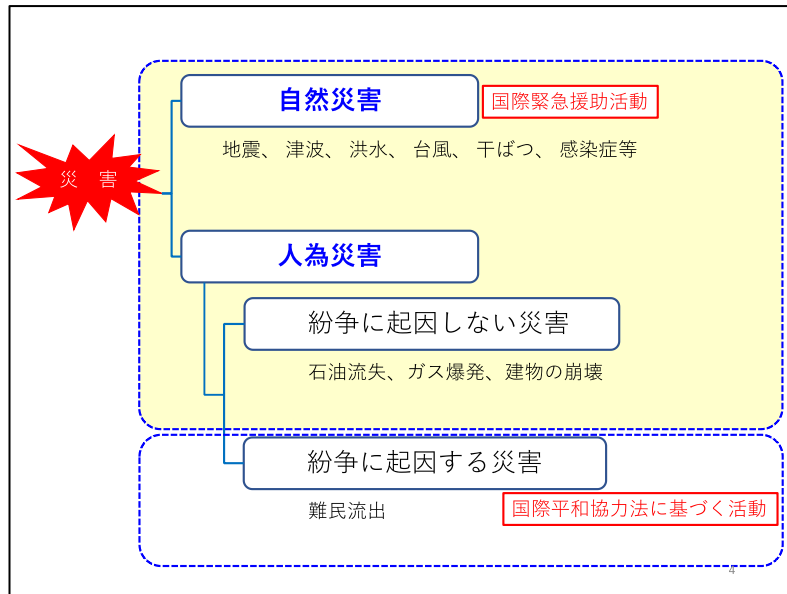 自然災害
国際緊急援助活動
地震、 津波、 洪水、 台風、 干ばつ、 感染症等
災　害
人為災害
紛争に起因しない災害
石油流失、ガス爆発、建物の崩壊
紛争に起因する災害
難民流出
国際平和協力法に基づく活動
4